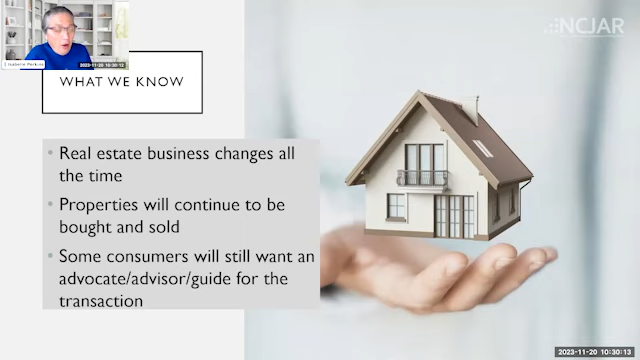 NCJAR
Isabelle Perkins
2023-11-20 10:30:13
WHAT WE KNOW
Real estate business changes all
the time
Properties will continue to be
bought and sold
Some consumers will still want an
advocate/advisor/guide for the
transaction
2023-11-20 10:30:13